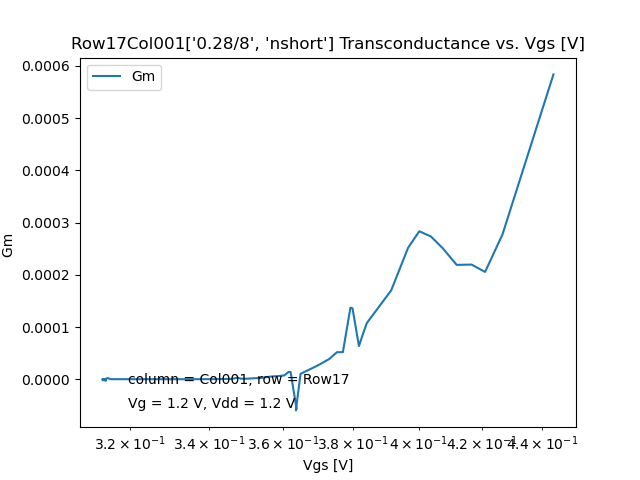 Row17Col001['0.28/8', 'nshort'] Transconductance vs. Vgs [V]
Gm
0.0006
0.0005
0.0004
0.0003
0.0002
0.0001
0.0000
Gm
column = Col001, row = Row17
Vg = 1.2 V, Vdd = 1.2 V
3.2 × 10⁻¹ 3.4 × 10⁻¹ 3.6 × 10⁻¹ 3.8 × 10⁻¹ 4 × 10⁻¹ 4.2 × 10⁻¹ 4.4 × 10⁻¹
Vgs [V]